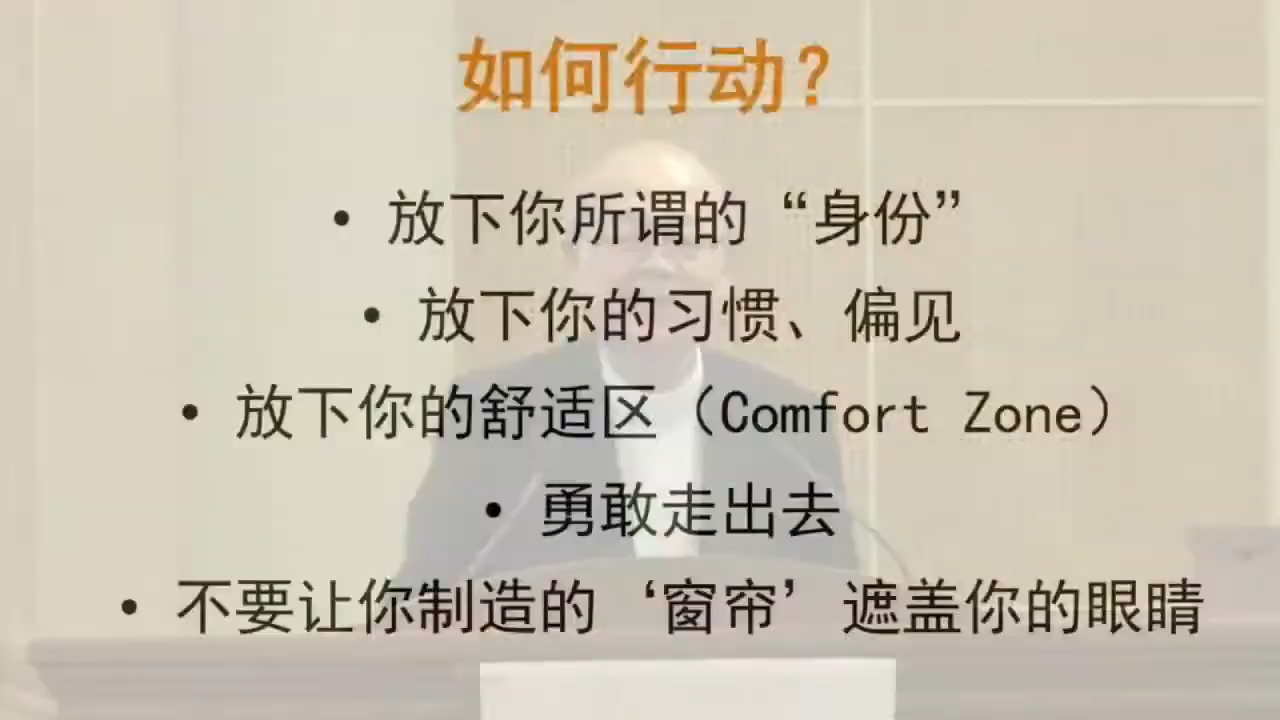 如何行动？
• 放下你所谓的“身份”
• 放下你的习惯、偏见
• 放下你的舒适区（Comfort Zone）
• 勇敢走出去
• 不要让你制造的‘窗帘’遮盖你的眼睛